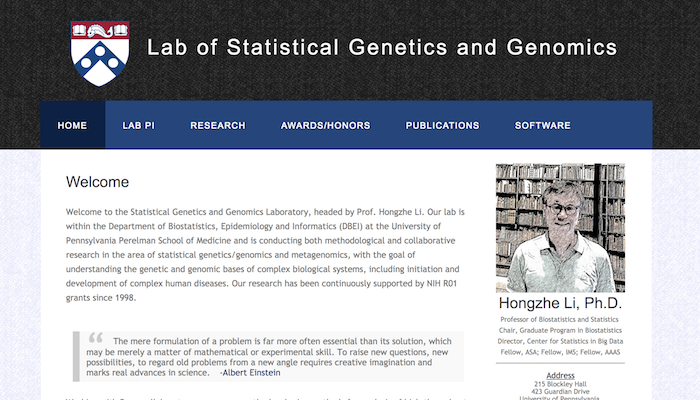 Lab of Statistical Genetics and Genomics
HOME LAB PI RESEARCH AWARDS/HONORS PUBLICATIONS SOFTWARE
Welcome
Welcome to the Statistical Genetics and Genomics Laboratory, headed by Prof. Hongzhe Li. Our lab is
within the Department of Biostatistics, Epidemiology and Informatics (DBEI) at the University of
Pennsylvania Perelman School of Medicine and is conducting both methodological and collaborative
research in the area of statistical genetics/genomics and metagenomics, with the goal of
understanding the genetic and genomic bases of complex biological systems, including initiation and
development of complex human diseases. Our research has been continuously supported by NIH R01
grants since 1998.
“ The mere formulation of a problem is far more often essential than its solution, which
may be merely a matter of mathematical or experimental skill. To raise new questions, new
possibilities, to regard old problems from a new angle requires creative imagination and
marks real advances in science. -Albert Einstein
Hongzhe Li, Ph.D.
Professor of Biostatistics and Statistics
Chair, Graduate Program in Biostatistics
Director, Center for Statistics in Big Data
Fellow, ASA; Fellow, IMS; Fellow, AAAS
Address
215 Blockley Hall
423 Guardian Drive
University of Pennsylvania